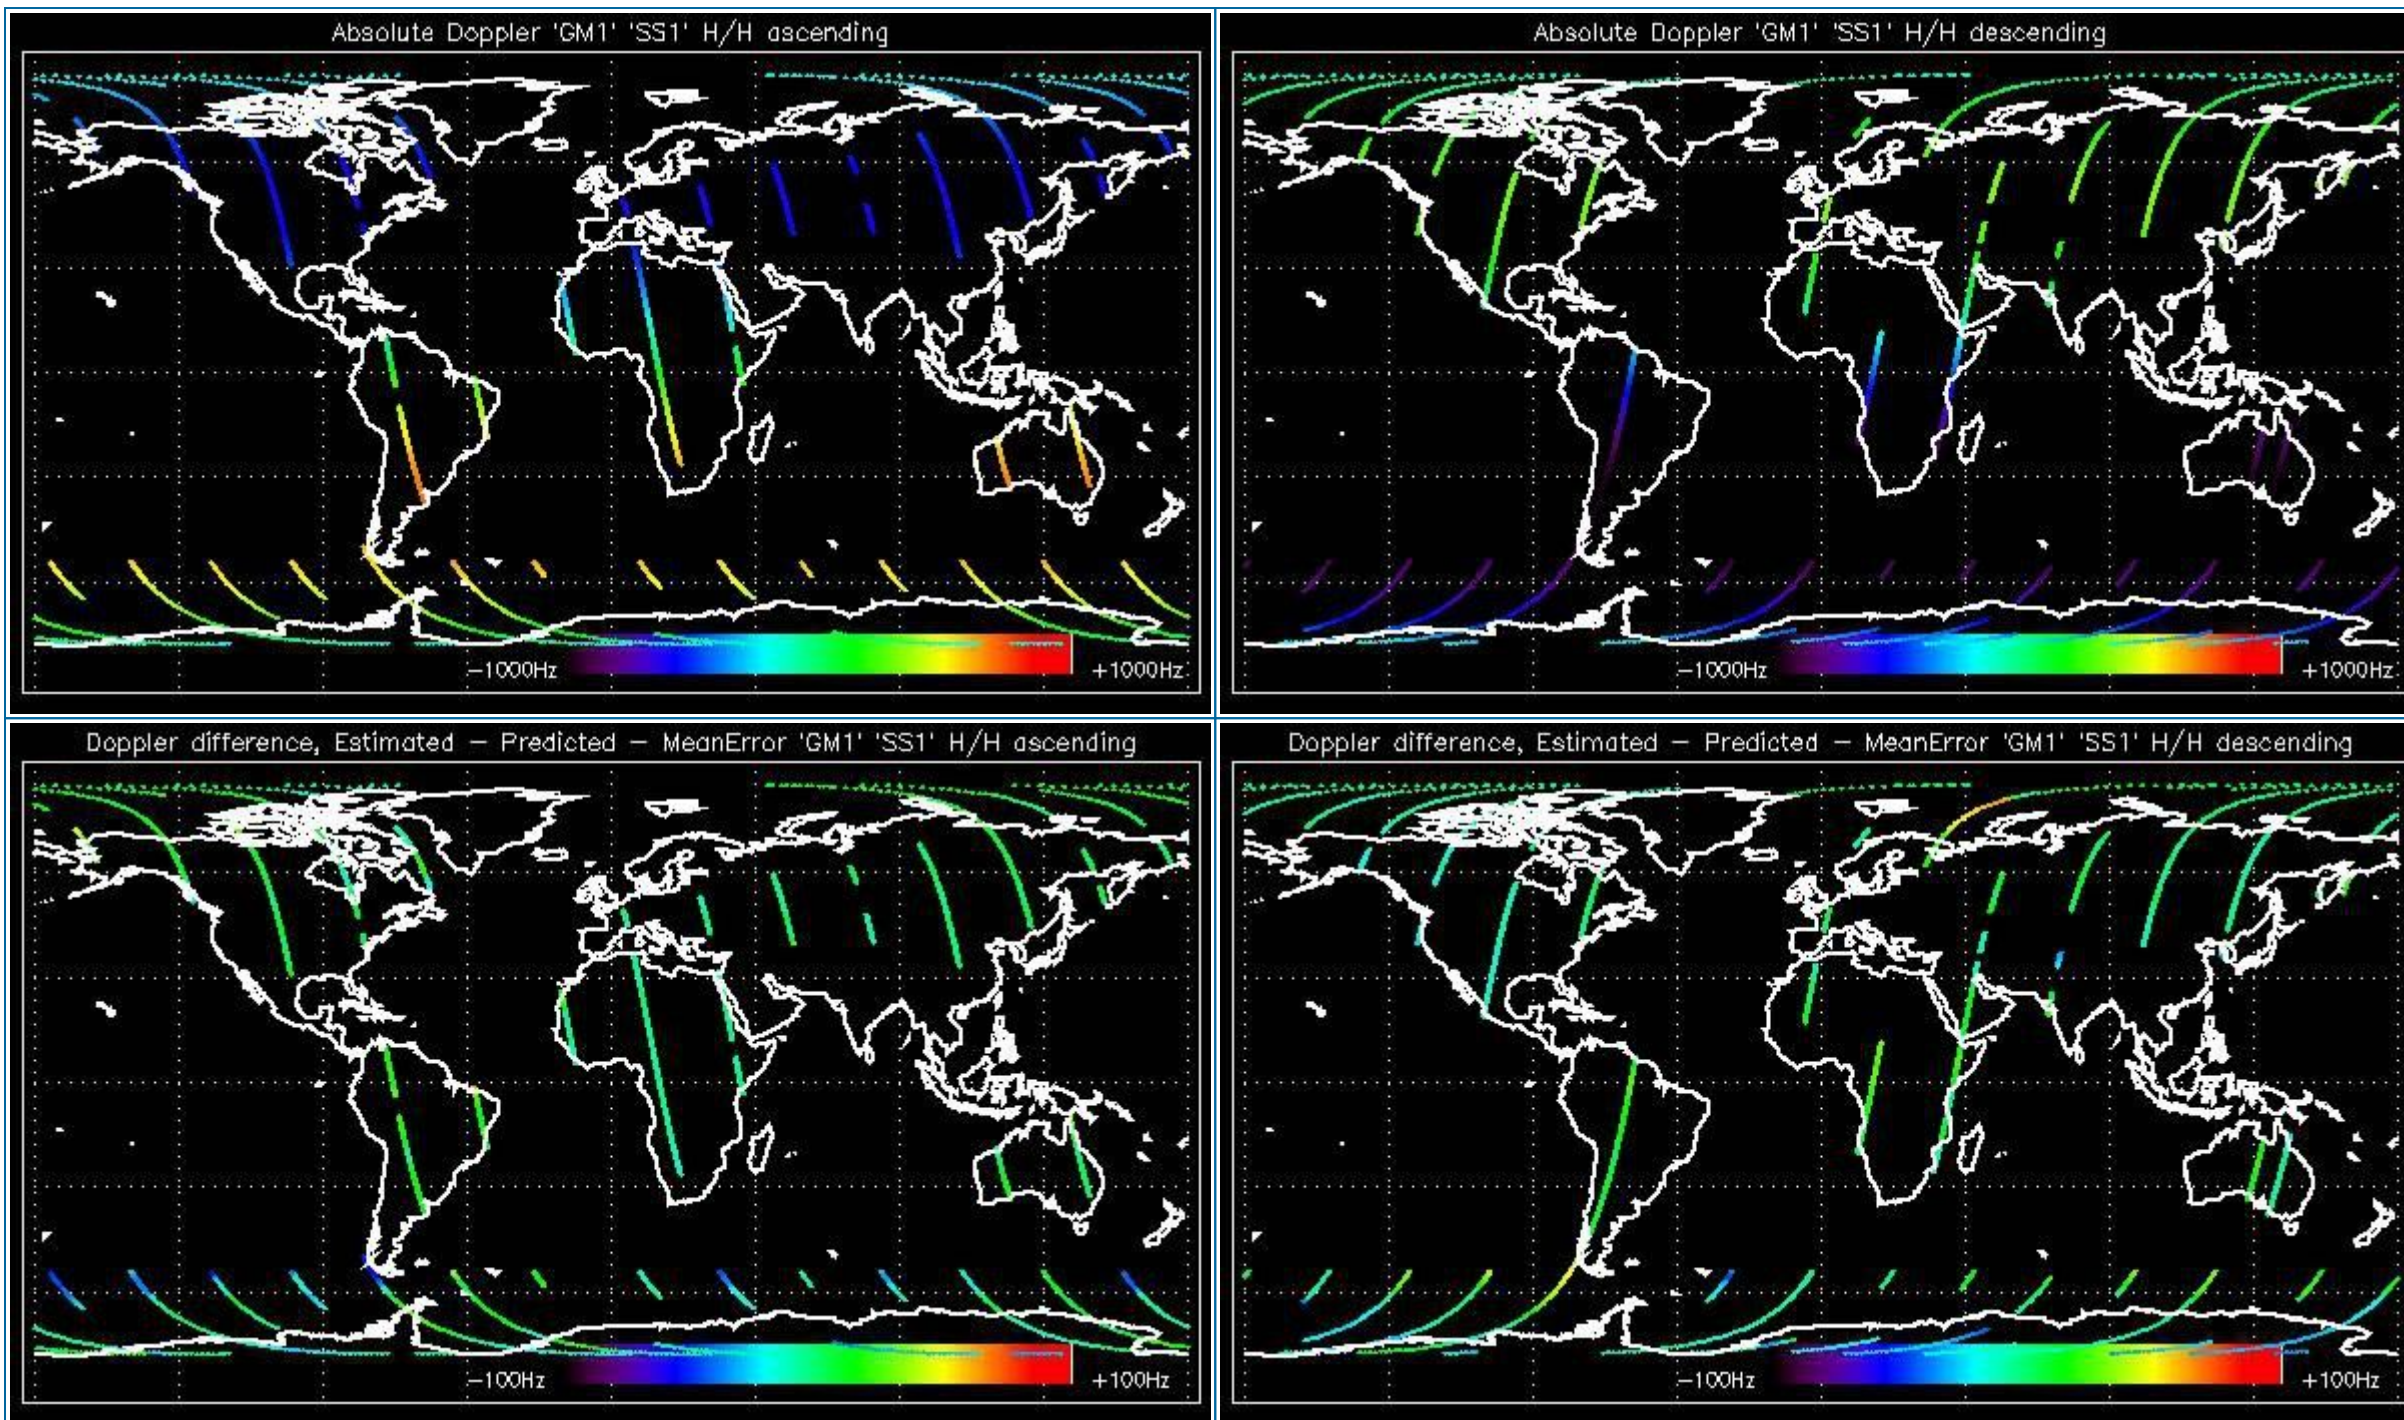 Absolute Doppler 'GM1' 'SS1' H/H ascending
-1000Hz
+1000Hz
Absolute Doppler 'GM1' 'SS1' H/H descending
-1000Hz
+1000Hz
Doppler difference, Estimated - Predicted - MeanError 'GM1' 'SS1' H/H ascending
-100Hz
+100Hz
Doppler difference, Estimated - Predicted - MeanError 'GM1' 'SS1' H/H descending
-100Hz
+100Hz